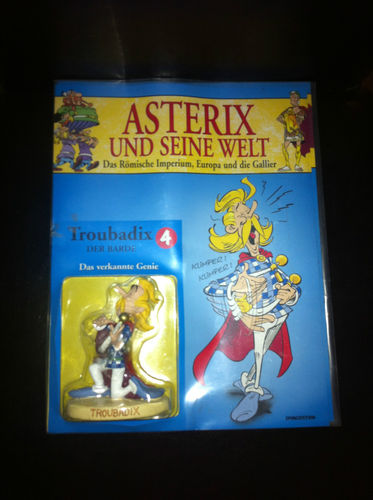 ASTERIX
UND SEINE WELT
Das Römische Imperium, Europa und die Gallier
Troubadix 4
DER BARDE
Das verkannte Genie
KLIMPER!
KLIMPER!
TROUBADIX
DeAGOSTINI